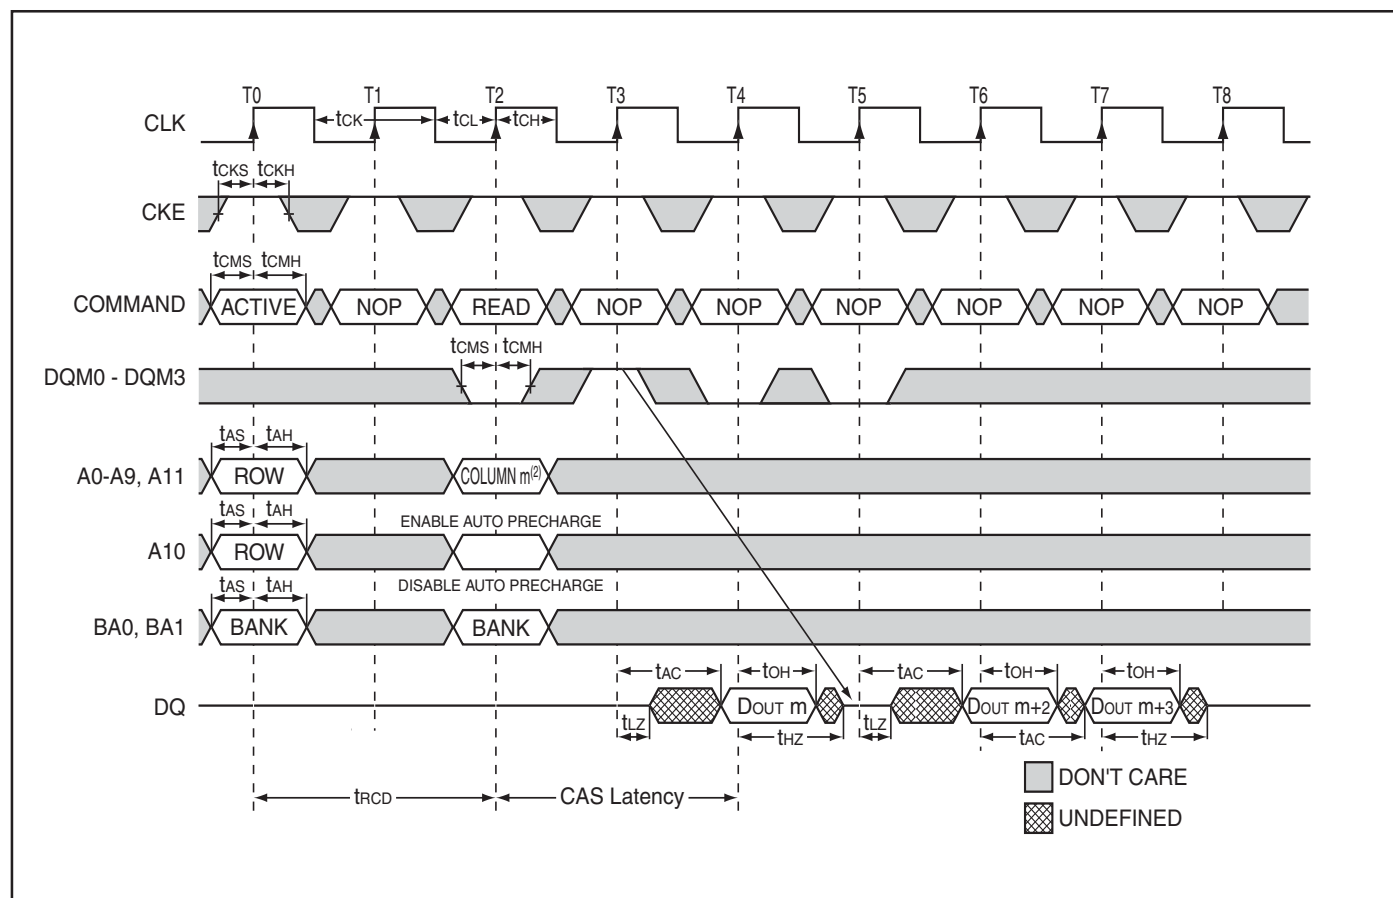 T0 T1 T2 T3 T4 T5 T6 T7 T8
CLK tCK tCL tCH
tCKS tCKH
CKE
tCMS tCMH
COMMAND ACTIVE NOP READ NOP NOP NOP NOP NOP NOP
tCMS tCMH
DQM0 - DQM3
tAS tAH
A0-A9, A11 ROW COLUMN m(2)
tAS tAH ENABLE AUTO PRECHARGE
A10 ROW
tAS tAH DISABLE AUTO PRECHARGE
BA0, BA1 BANK BANK
tAC tOH tAC tOH tOH
DQ DOUT m DOUT m+2 DOUT m+3
tLZ tHZ tLZ tAC tHZ
DON'T CARE
tRCD CAS Latency
UNDEFINED